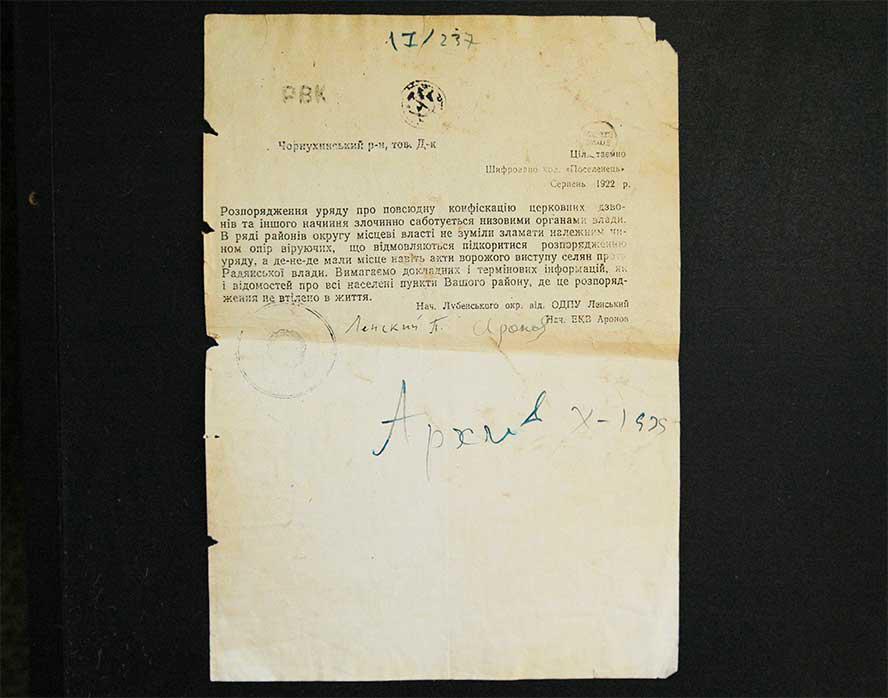 1I/237
РВК
Чорнухинський р-н, тов. Д-к
Ціл. таємно
Шифровано код. «Поселенець»
Серпень 1922 р.
Розпорядження уряду про повсюдну конфіскацію церковних дзво-
нів та іншого начиння злочинно саботується низовими органами влади.
В ряді районів округу місцеві власті не зуміли зламати належним чи-
ном опір віруючих, що відмовляються підкоритися розпорядженню
уряду, а де-не-де мали місце навіть акти ворожого виступу селян проти
Радянської влади. Вимагаємо докладних і термінових інформацій, як
і відомостей про всі населені пункти Вашого району, де це розпоряд-
ження не втілено в життя.
Нач. Лубенського окр. від. ОДПУ Ленський
Нач. ЕКВ Аронов
Ленский П. Аронов
Архив X-1929